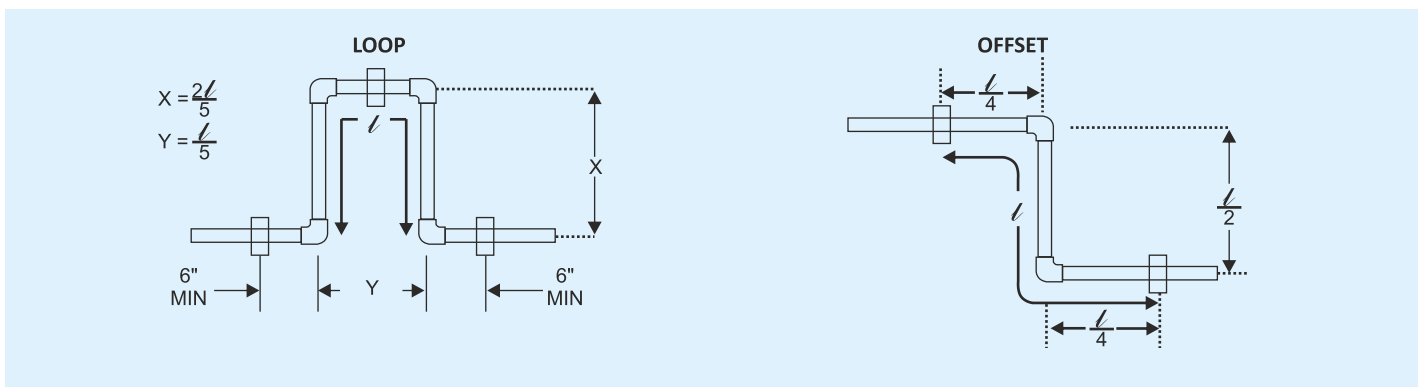 LOOP
X = 2ℓ/5
Y = ℓ/5
ℓ
X
6"
MIN
Y
6"
MIN
OFFSET
ℓ/4
ℓ
ℓ/2
ℓ/4